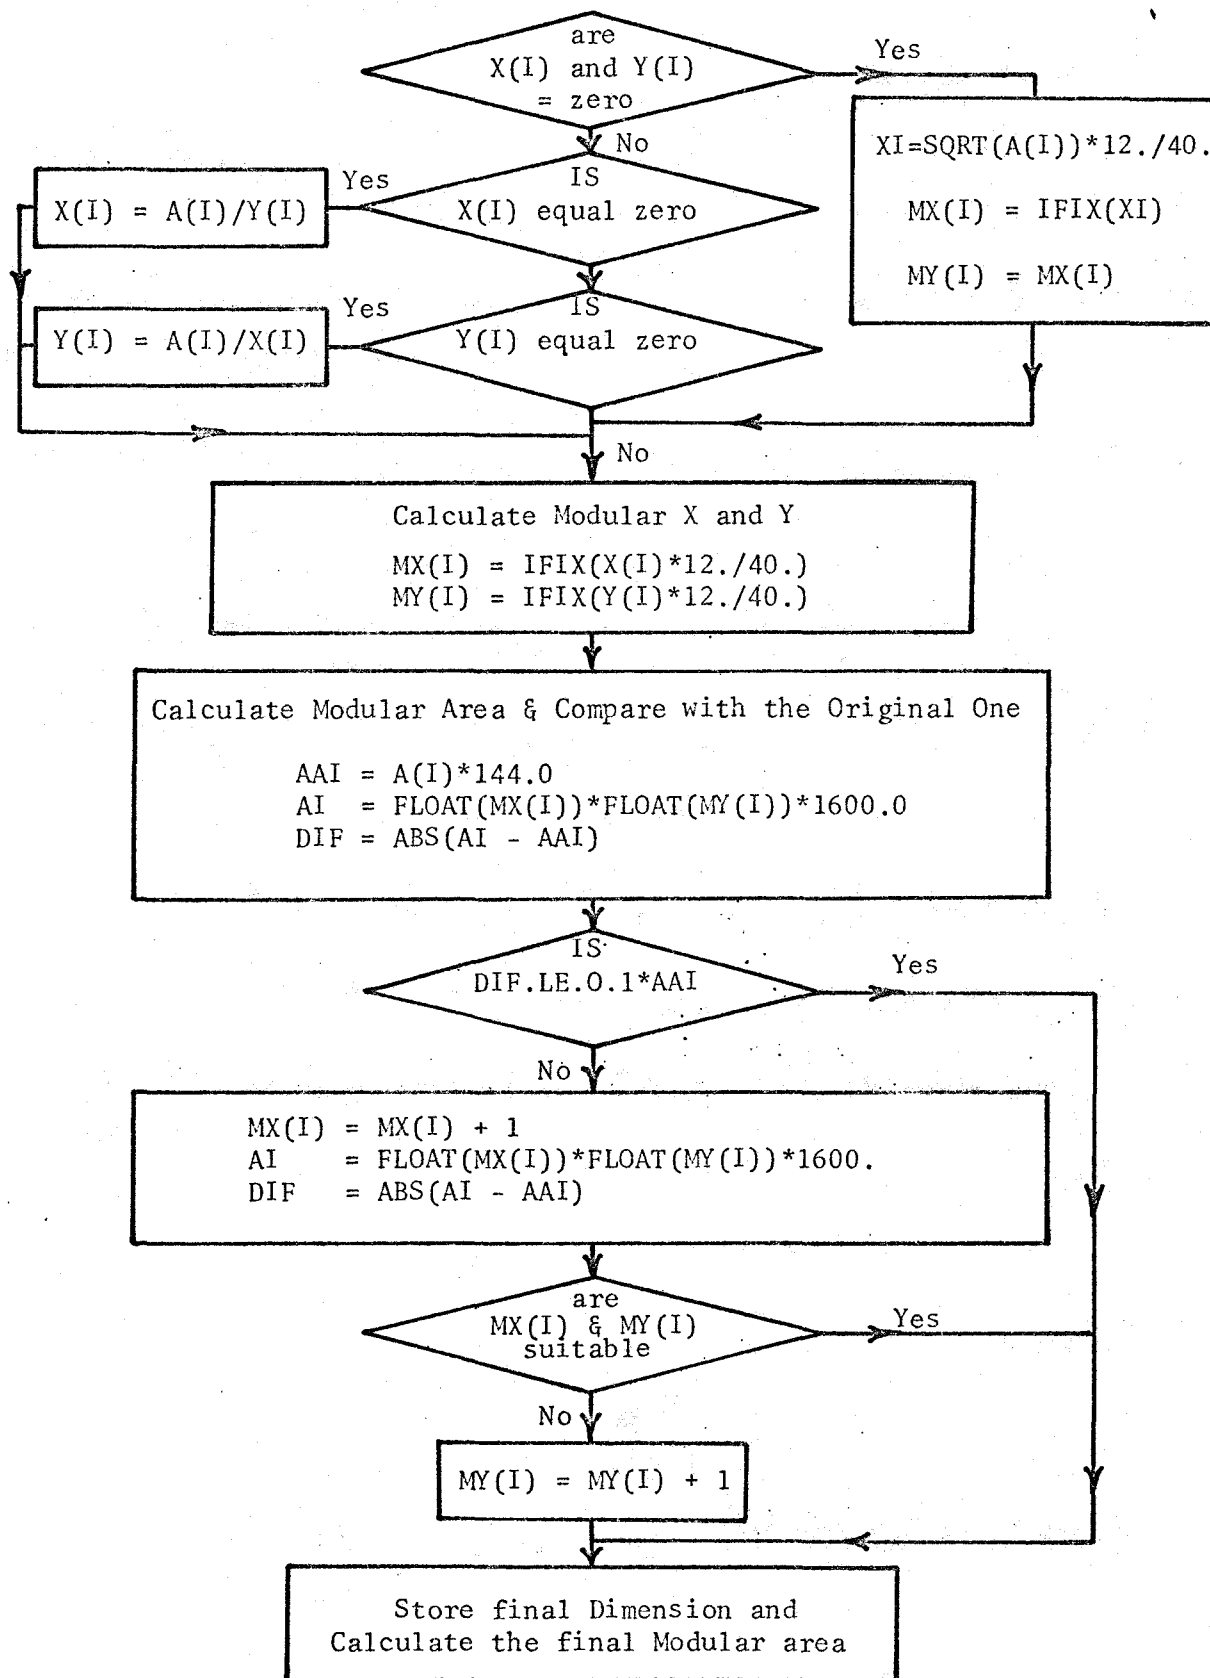 are
X(I) and Y(I)
= zero
Yes
No
XI=SQRT(A(I))*12./40.
MX(I) = IFIX(XI)
MY(I) = MX(I)
IS
X(I) equal zero
Yes
X(I) = A(I)/Y(I)
IS
Y(I) equal zero
Yes
Y(I) = A(I)/X(I)
No
Calculate Modular X and Y
MX(I) = IFIX(X(I)*12./40.)
MY(I) = IFIX(Y(I)*12./40.)
Calculate Modular Area & Compare with the Original One
AAI = A(I)*144.0
AI = FLOAT(MX(I))*FLOAT(MY(I))*1600.0
DIF = ABS(AI - AAI)
IS
DIF.LE.0.1*AAI
Yes
No
MX(I) = MX(I) + 1
AI = FLOAT(MX(I))*FLOAT(MY(I))*1600.
DIF = ABS(AI - AAI)
are
MX(I) & MY(I)
suitable
Yes
No
MY(I) = MY(I) + 1
Store final Dimension and
Calculate the final Modular area